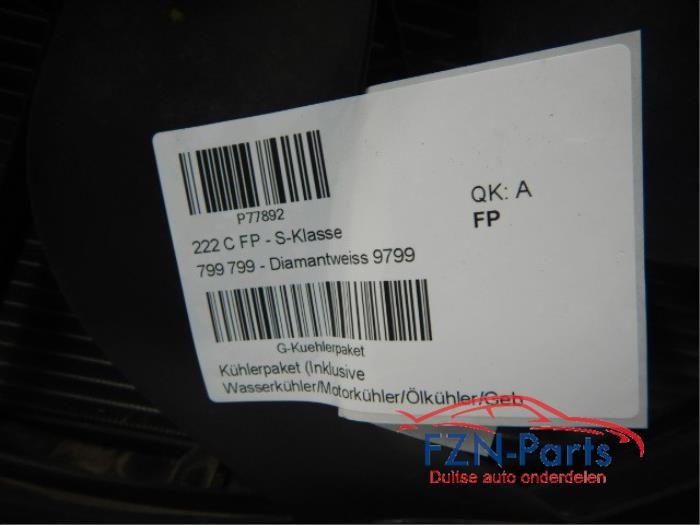 P77892
222 C FP - S-Klasse
799 799 - Diamantweiss 9799
QK: A
FP
G-Kuehlerpaket
Kühlerpaket (Inklusive
Wasserkühler/Motorkühler/Ölkühler/Geb
FZN-Parts
Duitse auto onderdelen